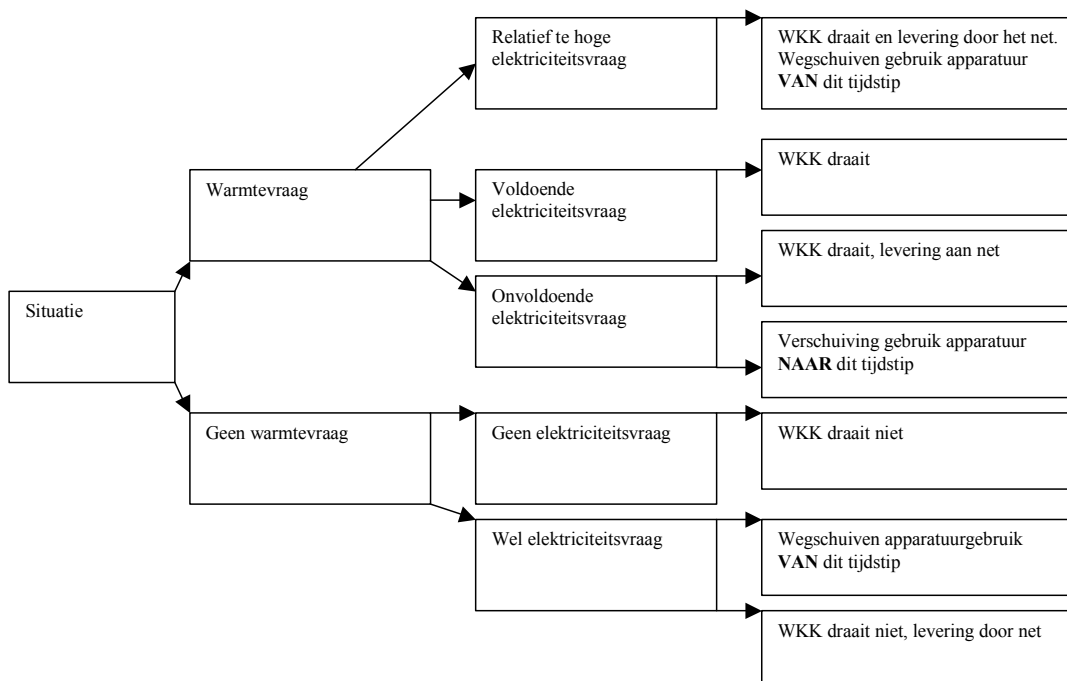 Relatief te hoge
elektriciteitsvraag
WKK draait en levering door het net.
Wegschuiven gebruik apparatuur
VAN dit tijdstip
Warmtevraag
Voldoende
elektriciteitsvraag
WKK draait
Onvoldoende
elektriciteitsvraag
WKK draait, levering aan net
Situatie
Verschuiving gebruik apparatuur
NAAR dit tijdstip
Geen warmtevraag
Geen elektriciteitsvraag
WKK draait niet
Wel elektriciteitsvraag
Wegschuiven apparatuurgebruik
VAN dit tijdstip
WKK draait niet, levering door net